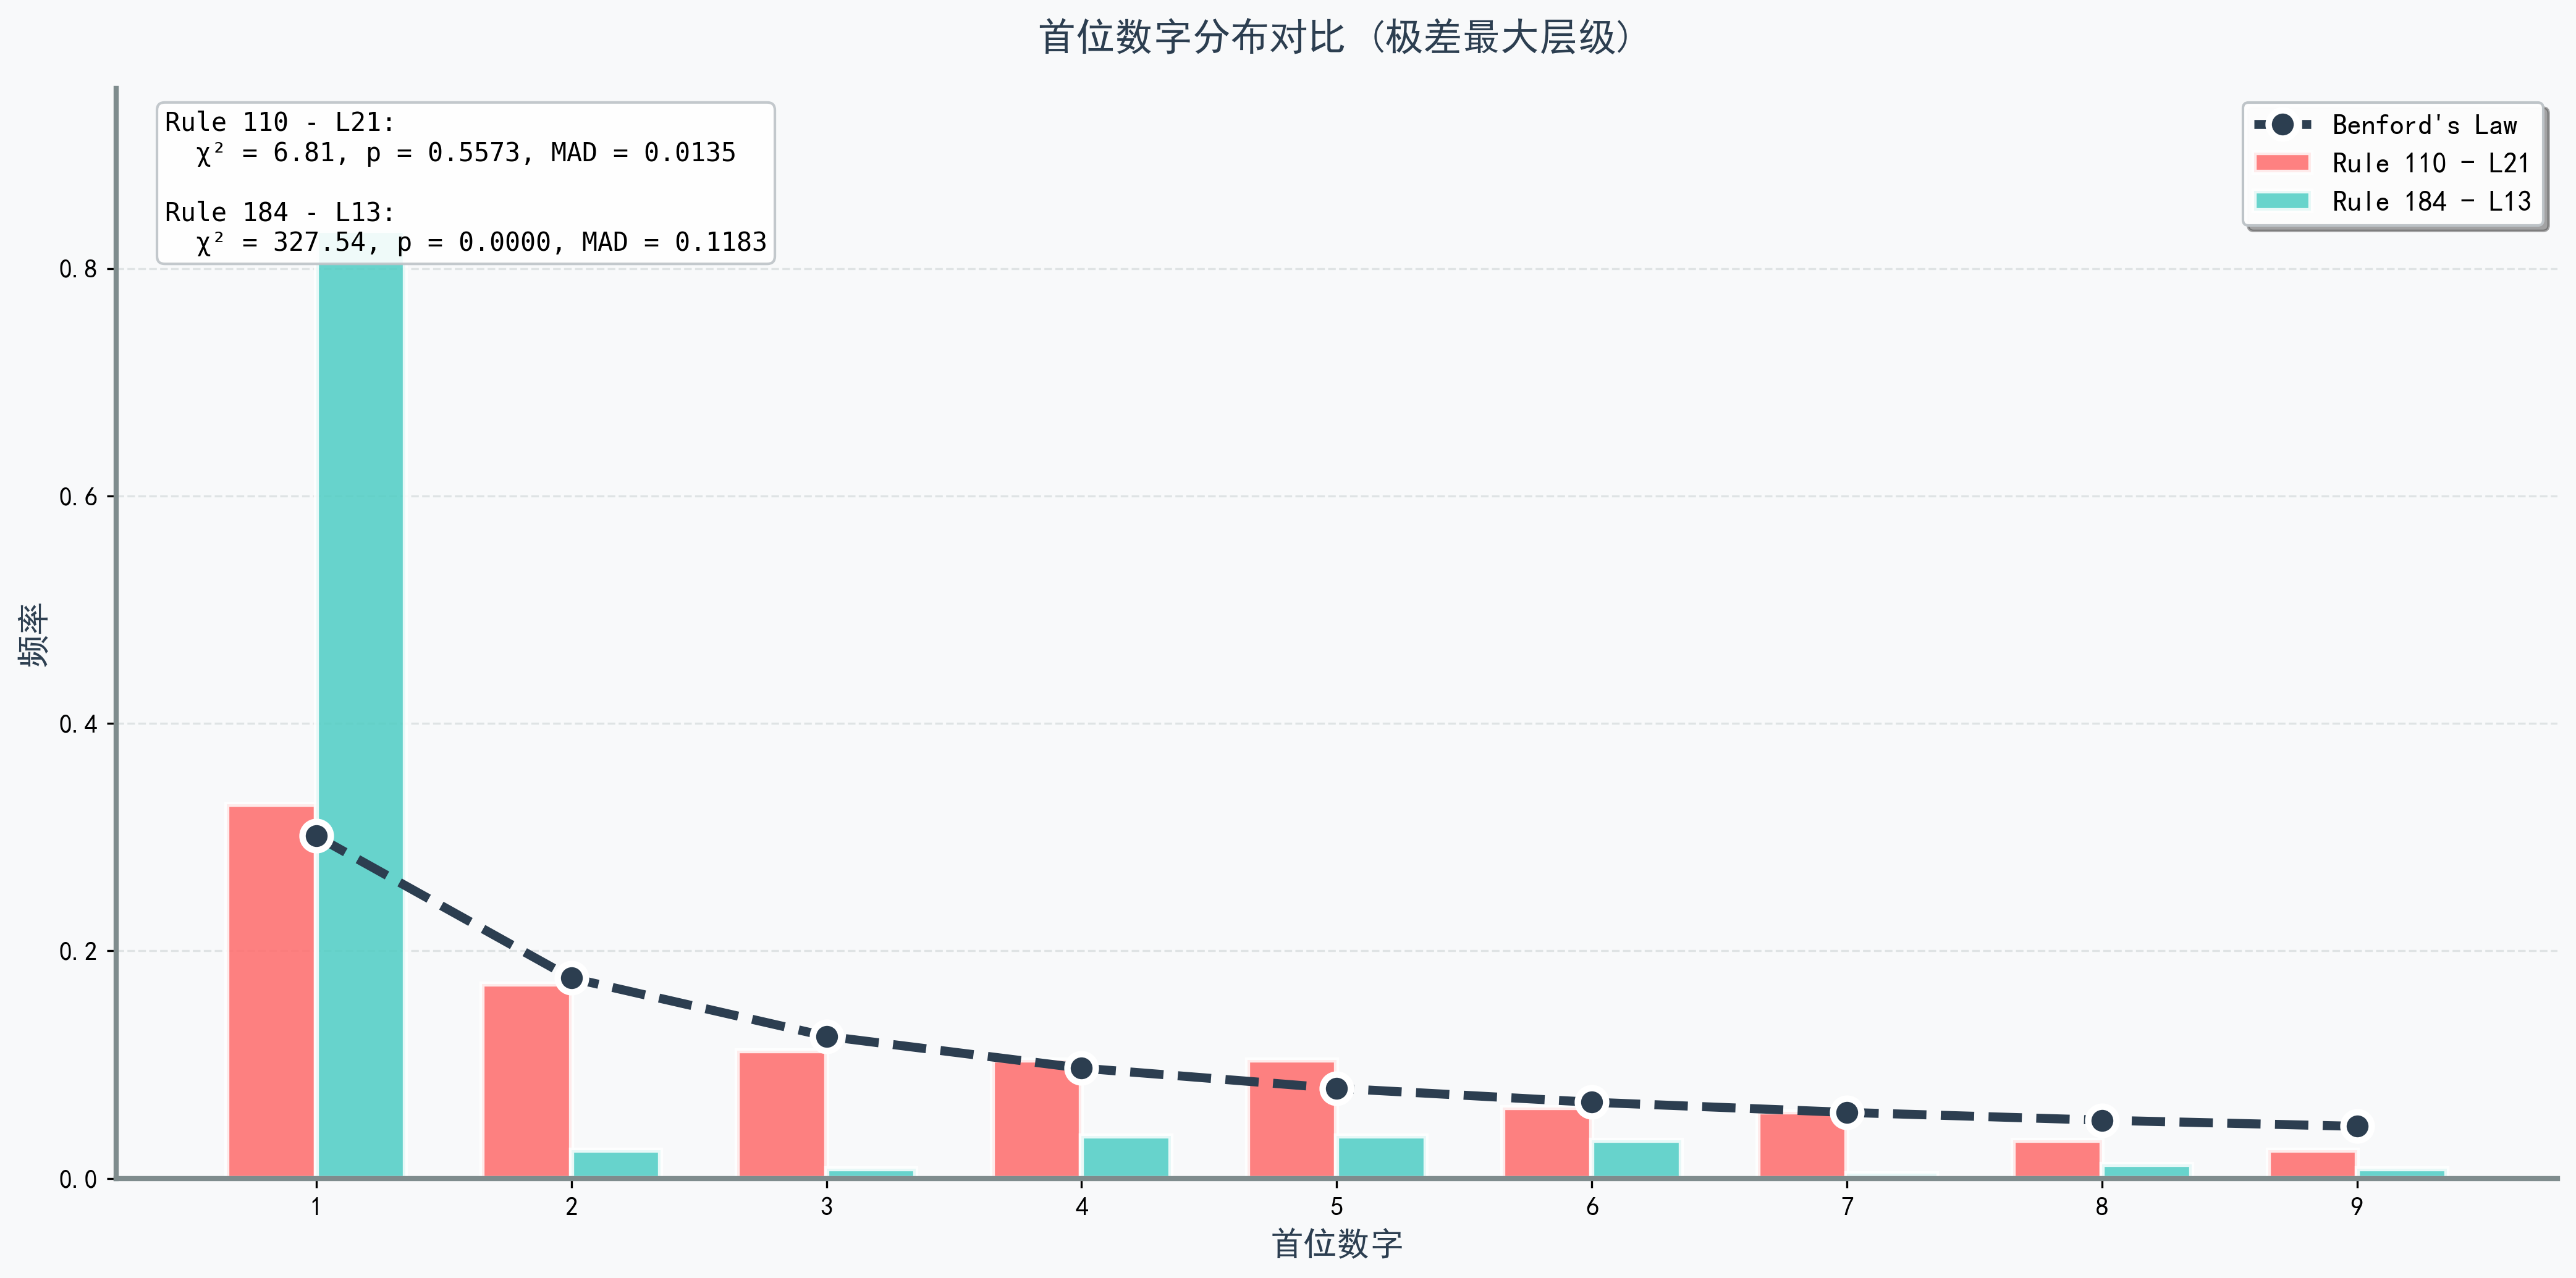 首位数字分布对比 (极差最大层级)
Rule 110 - L21:
χ² = 6.81, p = 0.5573, MAD = 0.0135
Rule 184 - L13:
χ² = 327.54, p = 0.0000, MAD = 0.1183
Benford's Law
Rule 110 - L21
Rule 184 - L13
频率
0.8
0.6
0.4
0.2
0.0
1 2 3 4 5 6 7 8 9
首位数字